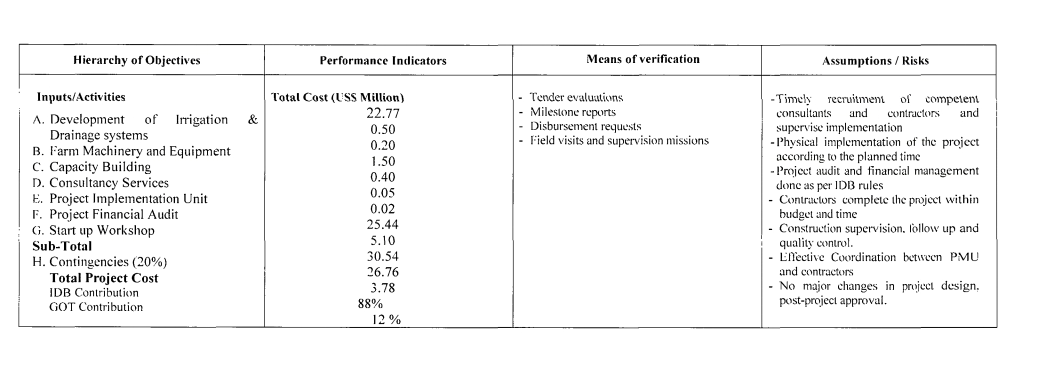 Hierarchy of Objectives
Performance Indicators
Means of verification
Assumptions / Risks
Inputs/Activities
A. Development of Irrigation &
Drainage systems
B. Farm Machinery and Equipment
C. Capacity Building
D. Consultancy Services
E. Project Implementation Unit
F. Project Financial Audit
G. Start up Workshop
Sub-Total
H. Contingencies (20%)
Total Project Cost
IDB Contribution
GOT Contribution
Total Cost (US$ Million)
22.77
0.50
0.20
1.50
0.40
0.05
0.02
25.44
5.10
30.54
26.76
3.78
88%
12 %
- Tender evaluations
- Milestone reports
- Disbursement requests
- Field visits and supervision missions
-Timely recruitment of competent
consultants and contractors and
supervise implementation
-Physical implementation of the project
according to the planned time
-Project audit and financial management
done as per IDB rules
- Contractors complete the project within
budget and time
- Construction supervision, follow up and
quality control.
- Effective Coordination between PMU
and contractors
- No major changes in project design,
post-project approval.